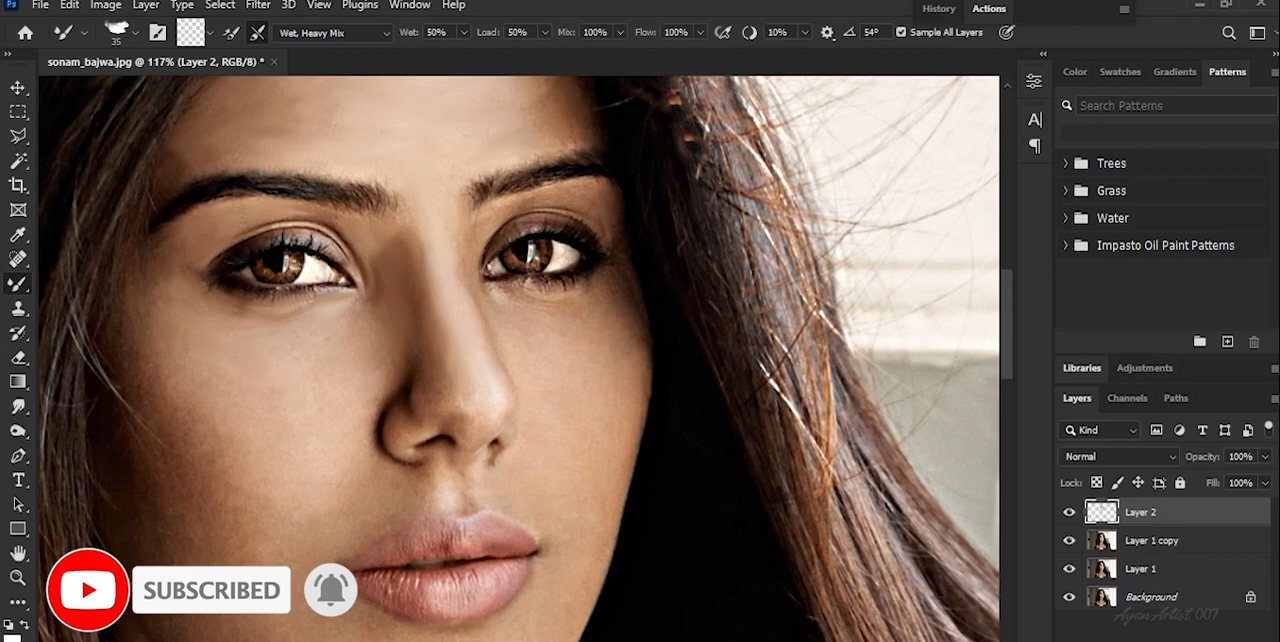 Ps File Edit Image Layer Type Select Filter 3D View Plugins Window Help
History Actions
35 Wet, Heavy Mix Wet: 50% Load: 50% Mix: 100% Flow: 100% 10% 54° Sample All Layers
sonam_bajwa.jpg @ 117% (Layer 2, RGB/8) *
Color Swatches Gradients Patterns
Search Patterns
Trees
Grass
Water
Impasto Oil Paint Patterns
Libraries Adjustments
Layers Channels Paths
Kind
Normal Opacity: 100%
Lock: Fill: 100%
Layer 2
Layer 1 copy
Layer 1
Background
SUBSCRIBED
Ayan Artist 007